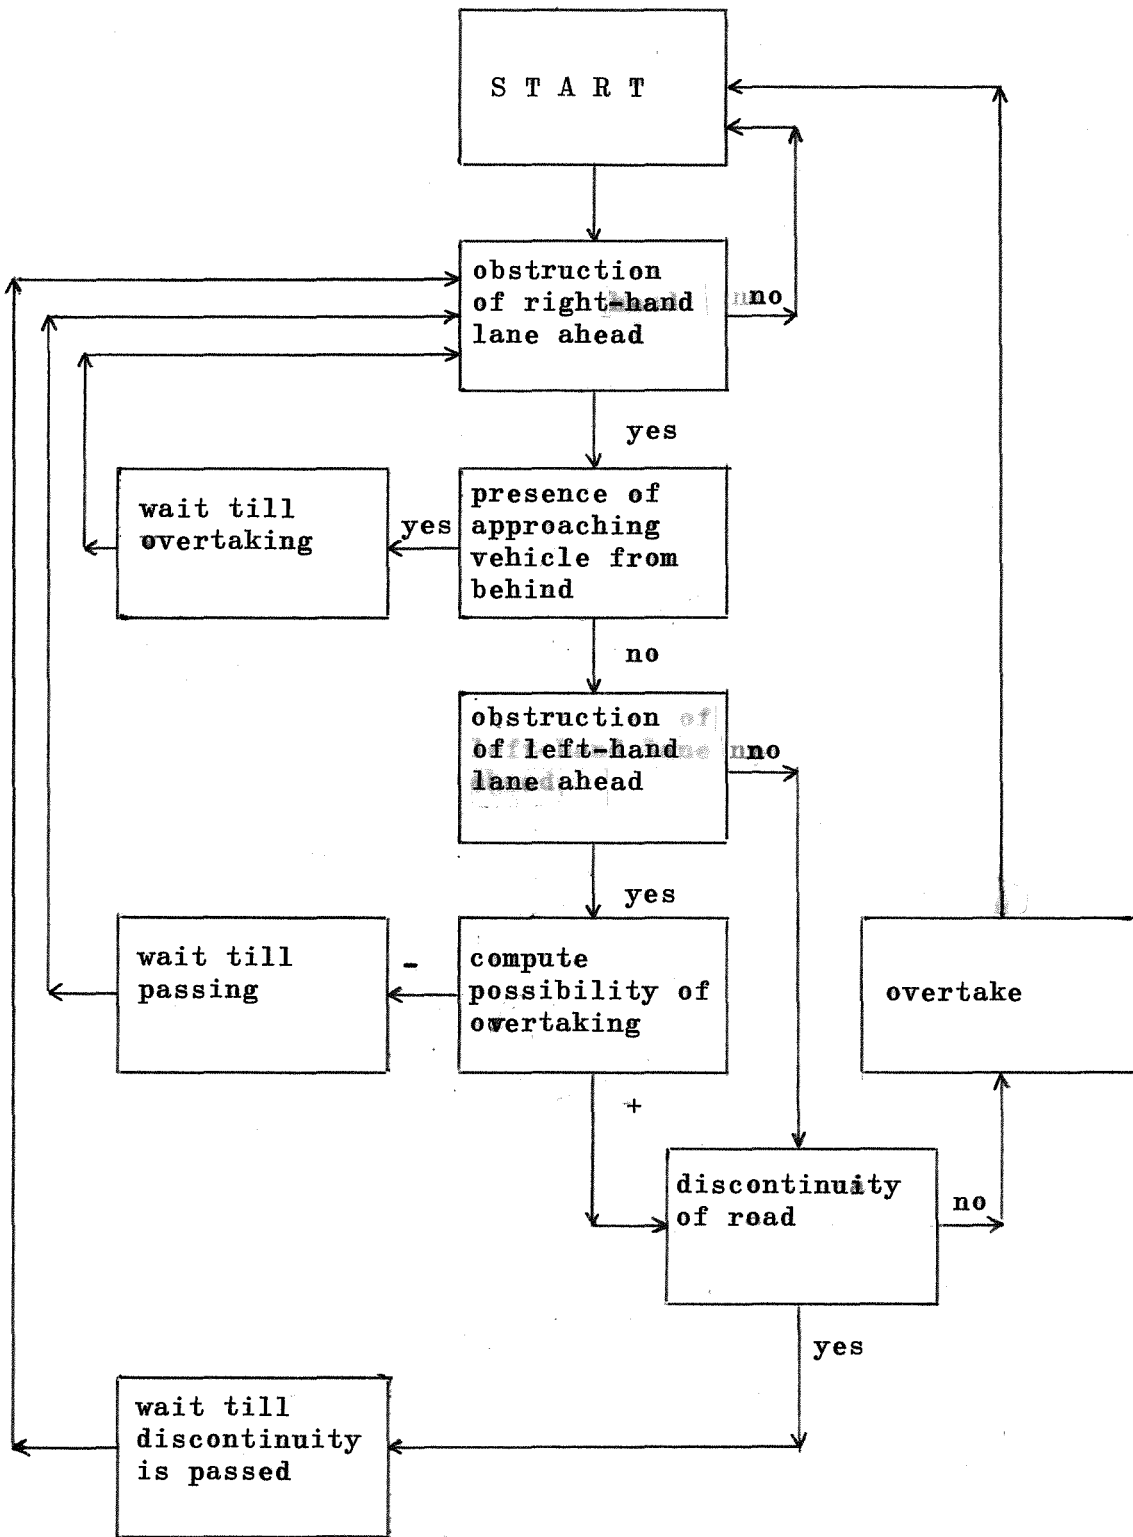 S T A R T
obstruction
of right-hand
lane ahead
no
yes
wait till
overtaking
yes
presence of
approaching
vehicle from
behind
no
obstruction
of left-hand
lane ahead
no
yes
wait till
passing
-
compute
possibility of
overtaking
overtake
+
discontinuity
of road
no
yes
wait till
discontinuity
is passed